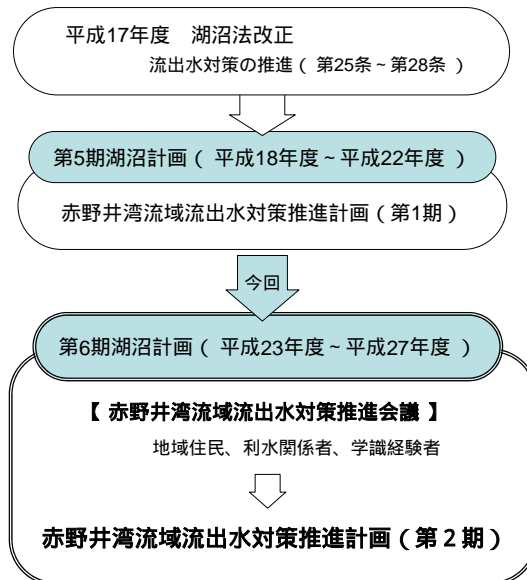 平成17年度　湖沼法改正
流出水対策の推進（ 第25条～第28条 ）
第5期湖沼計画（ 平成18年度～平成22年度 ）
赤野井湾流域流出水対策推進計画（第1期）
今回
第6期湖沼計画（ 平成23年度～平成27年度 ）
【 赤野井湾流域流出水対策推進会議 】
地域住民、利水関係者、学識経験者
赤野井湾流域流出水対策推進計画（第２期）